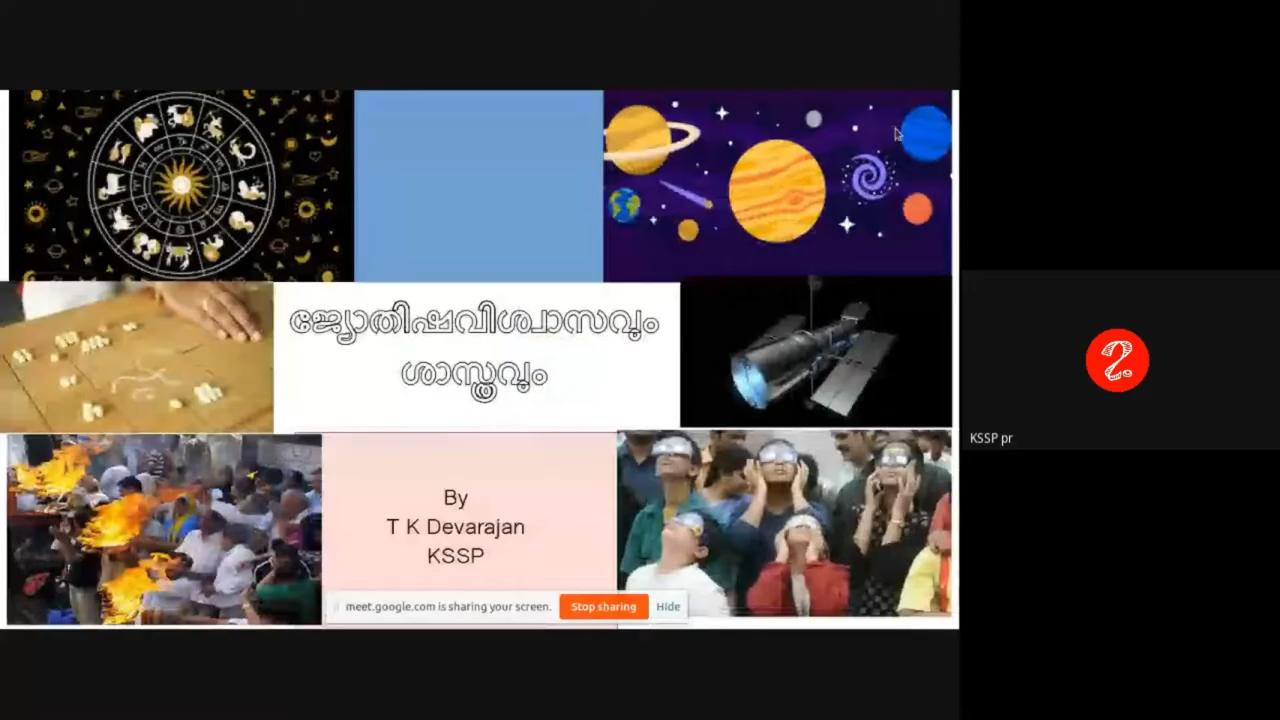 ജ്യോതിഷവിശ്വാസവും
ശാസ്ത്രവും
By
T K Devarajan
KSSP
meet.google.com is sharing your screen. Stop sharing Hide
KSSP pr